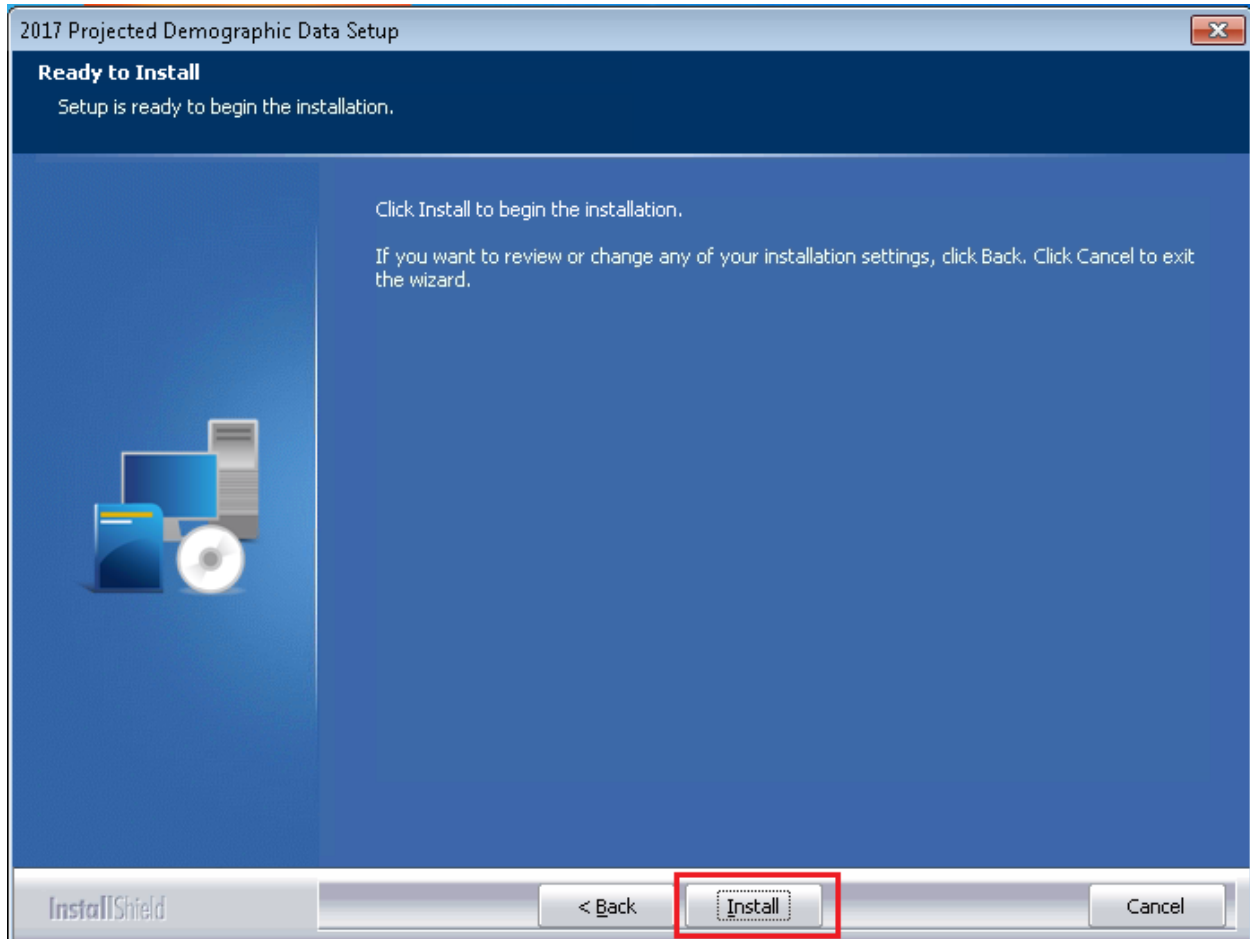 2017 Projected Demographic Data Setup
Ready to Install
Setup is ready to begin the installation.
Click Install to begin the installation.
If you want to review or change any of your installation settings, click Back. Click Cancel to exit
the wizard.
InstallShield
< Back
Install
Cancel